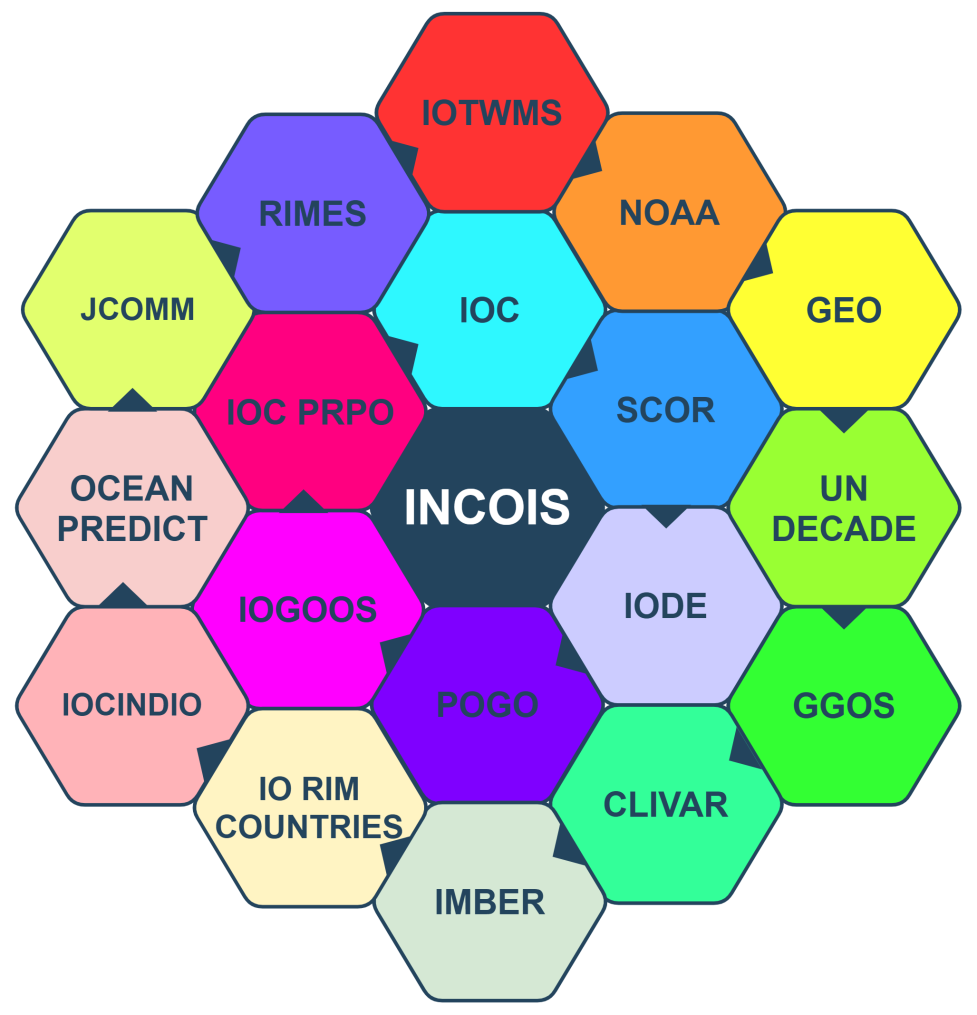 IOTWMS
RIMES
NOAA
JCOMM
IOC
GEO
IOC PRPO
SCOR
OCEAN
PREDICT
INCOIS
UN
DECADE
IOGOOS
IODE
IOCINDIO
POGO
GGOS
IO RIM
COUNTRIES
CLIVAR
IMBER